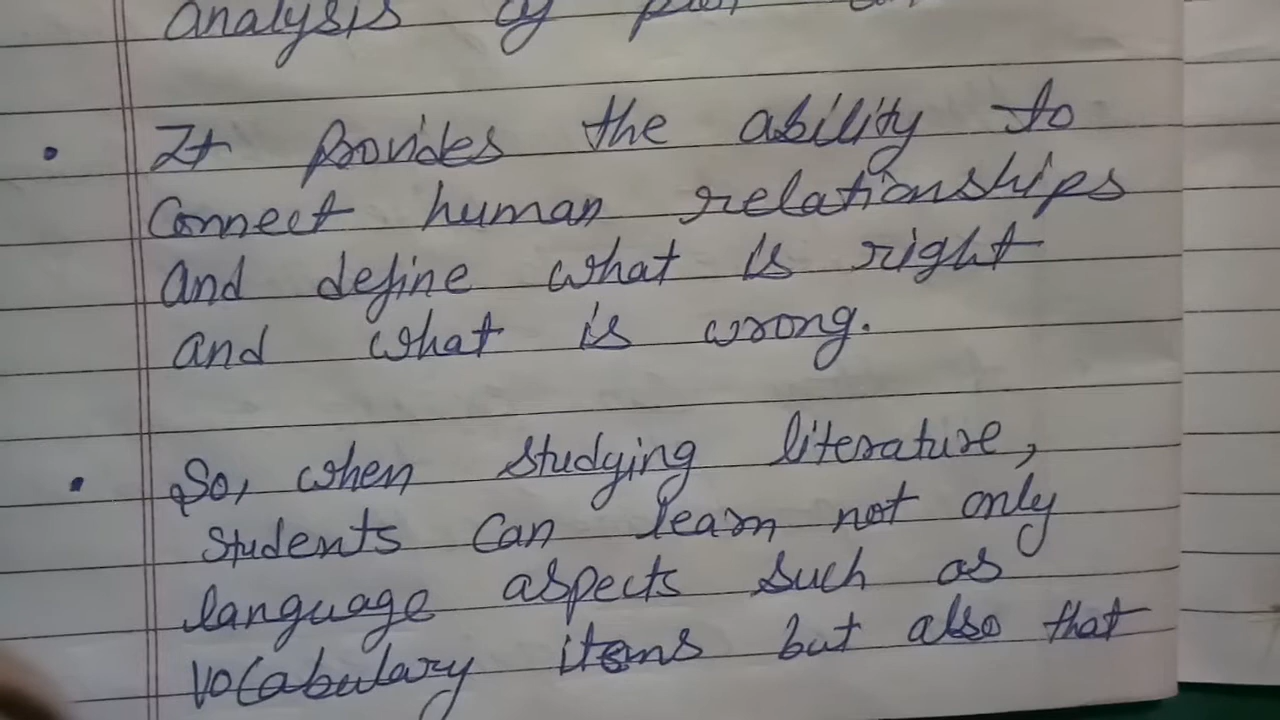 analysis
• It provides the ability to
Connect human relationships
and define what is right
and what is wrong.
• So, when studying literature,
students can learn not only
language aspects such as
vocabulary items but also that